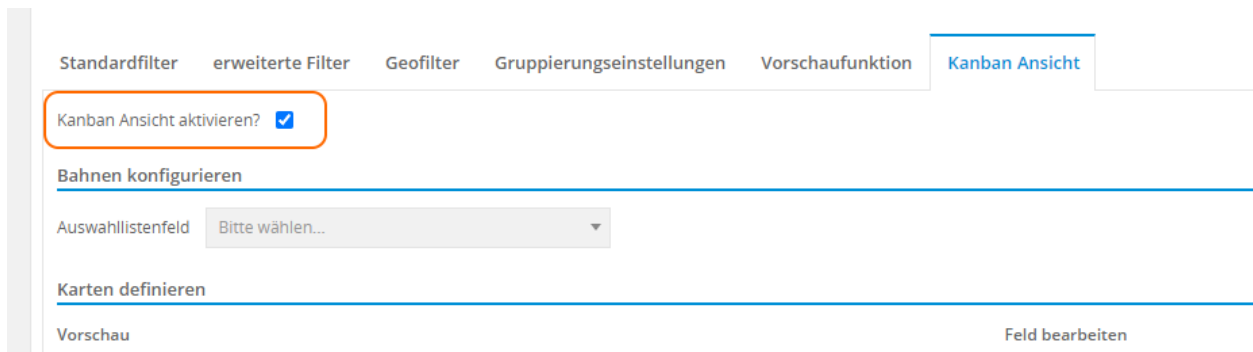 Standardfilter erweiterte Filter Geofilter Gruppierungseinstellungen Vorschaufunktion Kanban Ansicht
Kanban Ansicht aktivieren?
Bahnen konfigurieren
Auswahllistenfeld Bitte wählen...
Karten definieren
Vorschau Feld bearbeiten